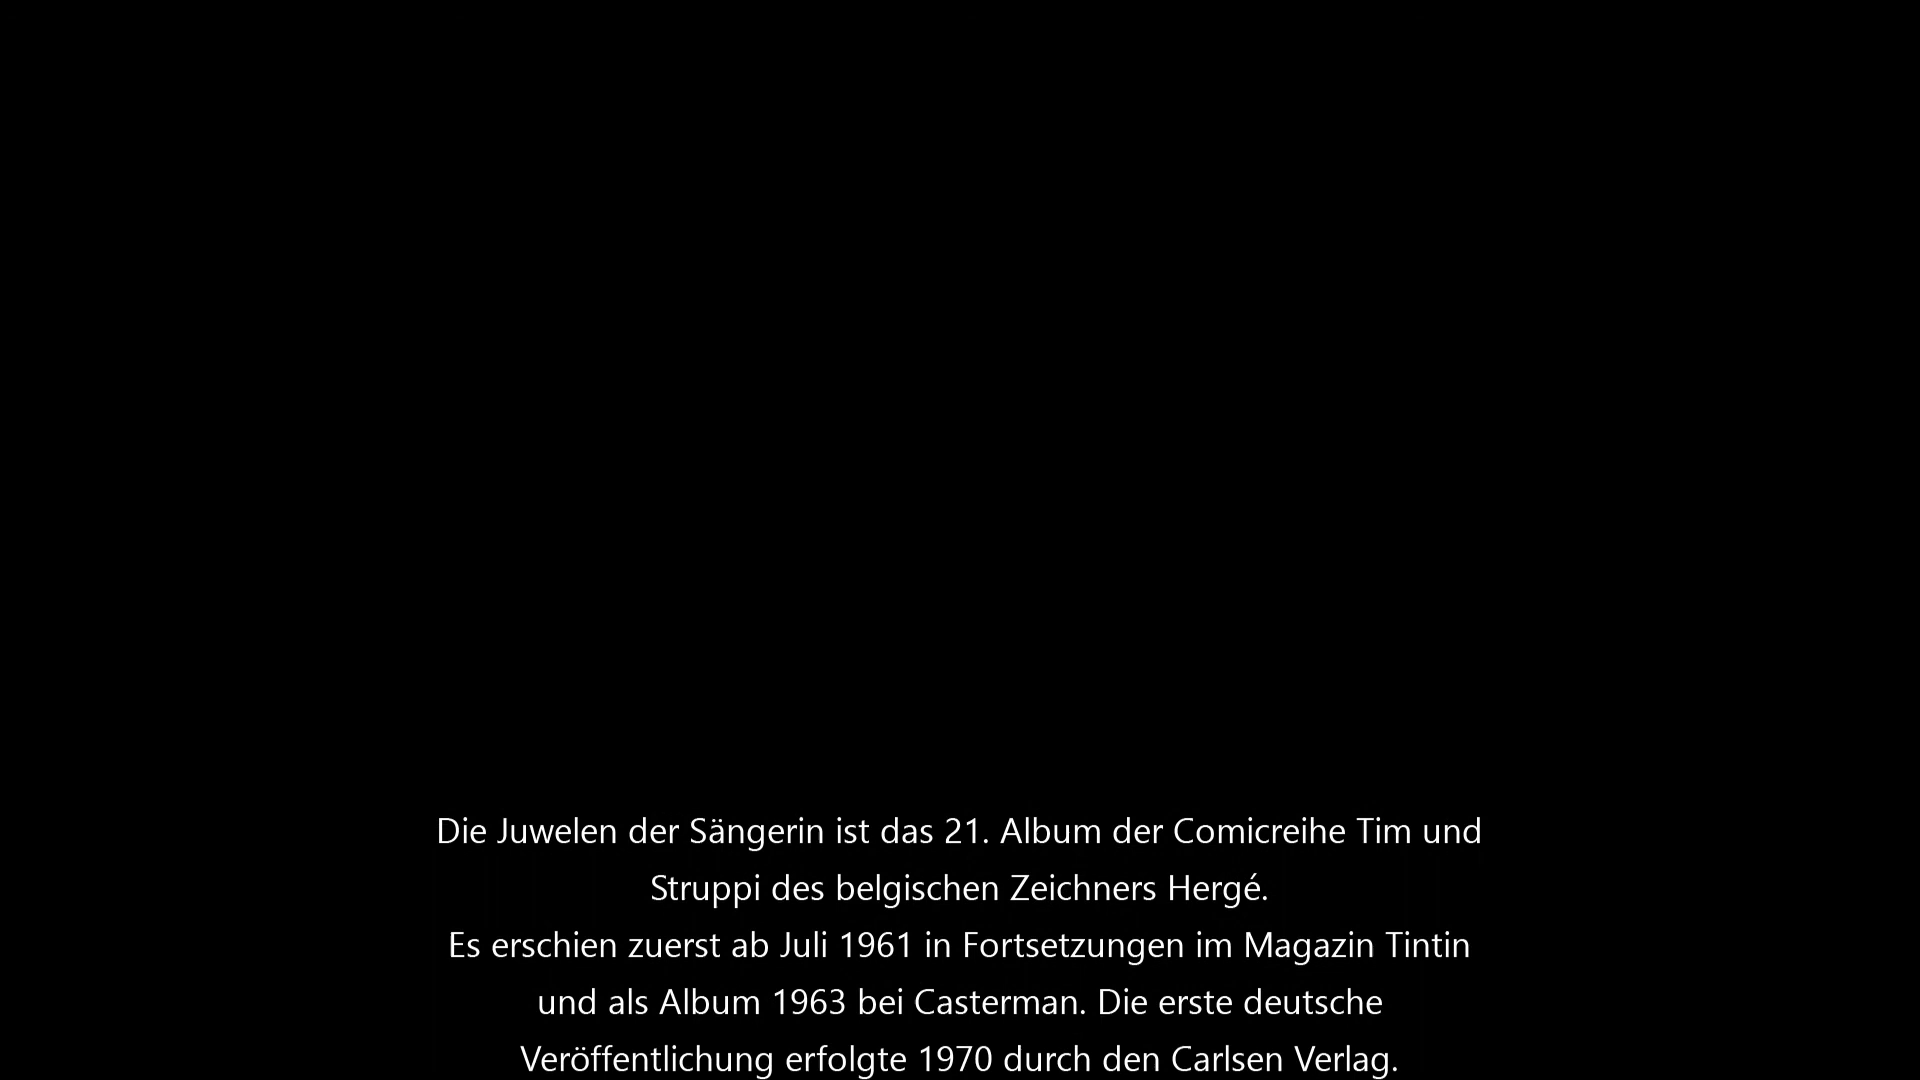 Die Juwelen der Sängerin ist das 21. Album der Comicreihe Tim und
Struppi des belgischen Zeichners Hergé.
Es erschien zuerst ab Juli 1961 in Fortsetzungen im Magazin Tintin
und als Album 1963 bei Casterman. Die erste deutsche
Veröffentlichung erfolgte 1970 durch den Carlsen Verlag.